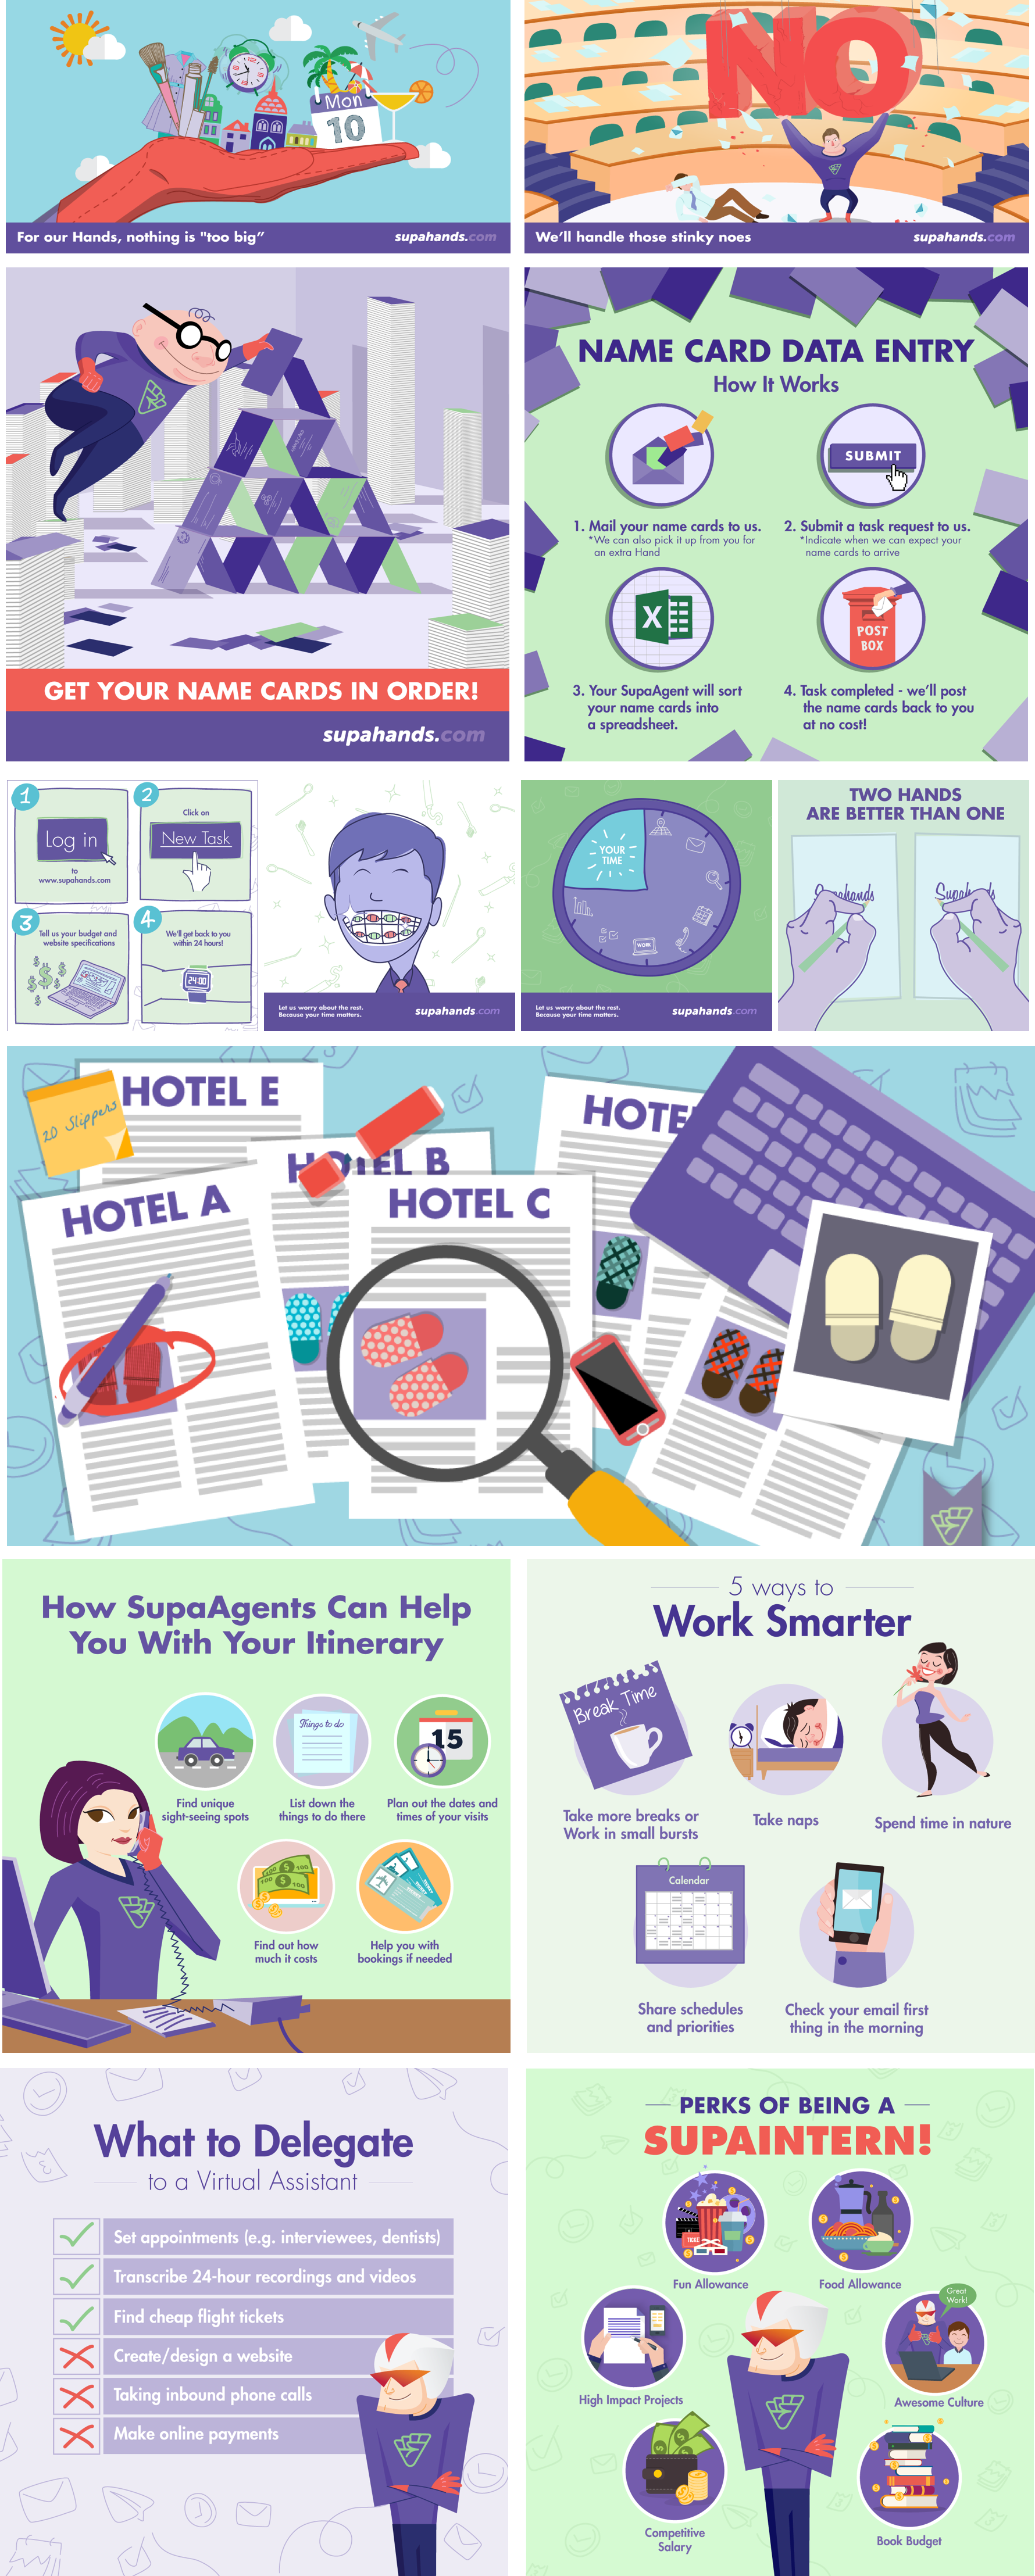 Mon
10
For our Hands, nothing is "too big”
supahands.com
NO
We’ll handle those stinky noes
supahands.com
GET YOUR NAME CARDS IN ORDER!
supahands.com
NAME CARD DATA ENTRY
How It Works
SUBMIT
1. Mail your name cards to us.
*We can also pick it up from you for
an extra Hand
2. Submit a task request to us.
*Indicate when we can expect your
name cards to arrive
X
POST
BOX
3. Your SupaAgent will sort
your name cards into
a spreadsheet.
4. Task completed - we’ll post
the name cards back to you
at no cost!
1
Log in
to
www.supahands.com
2
Click on
New Task
3
Tell us your budget and
website specifications
4
We'll get back to you
within 24 hours!
24:00
Let us worry about the rest.
Because your time matters.
supahands.com
YOUR
TIME
WORK
Let us worry about the rest.
Because your time matters.
supahands.com
TWO HANDS
ARE BETTER THAN ONE
20 Slippers
HOTEL E
HOTEL B
HOTEL A
HOTEL C
HOTE
How SupaAgents Can Help
You With Your Itinerary
Things to do
15
Find unique
sight-seeing spots
List down the
things to do there
Plan out the dates and
times of your visits
100
100
Find out how
much it costs
Help you with
bookings if needed
5 ways to
Work Smarter
Break Time
Take more breaks or
Work in small bursts
Take naps
Spend time in nature
Calendar
Share schedules
and priorities
Check your email first
thing in the morning
What to Delegate
to a Virtual Assistant
Set appointments (e.g. interviewees, dentists)
Transcribe 24-hour recordings and videos
Find cheap flight tickets
Create/design a website
Taking inbound phone calls
Make online payments
PERKS OF BEING A
SUPAINTERN!
TICKET
Fun Allowance
Food Allowance
High Impact Projects
Great
Work!
Awesome Culture
Competitive
Salary
Book Budget